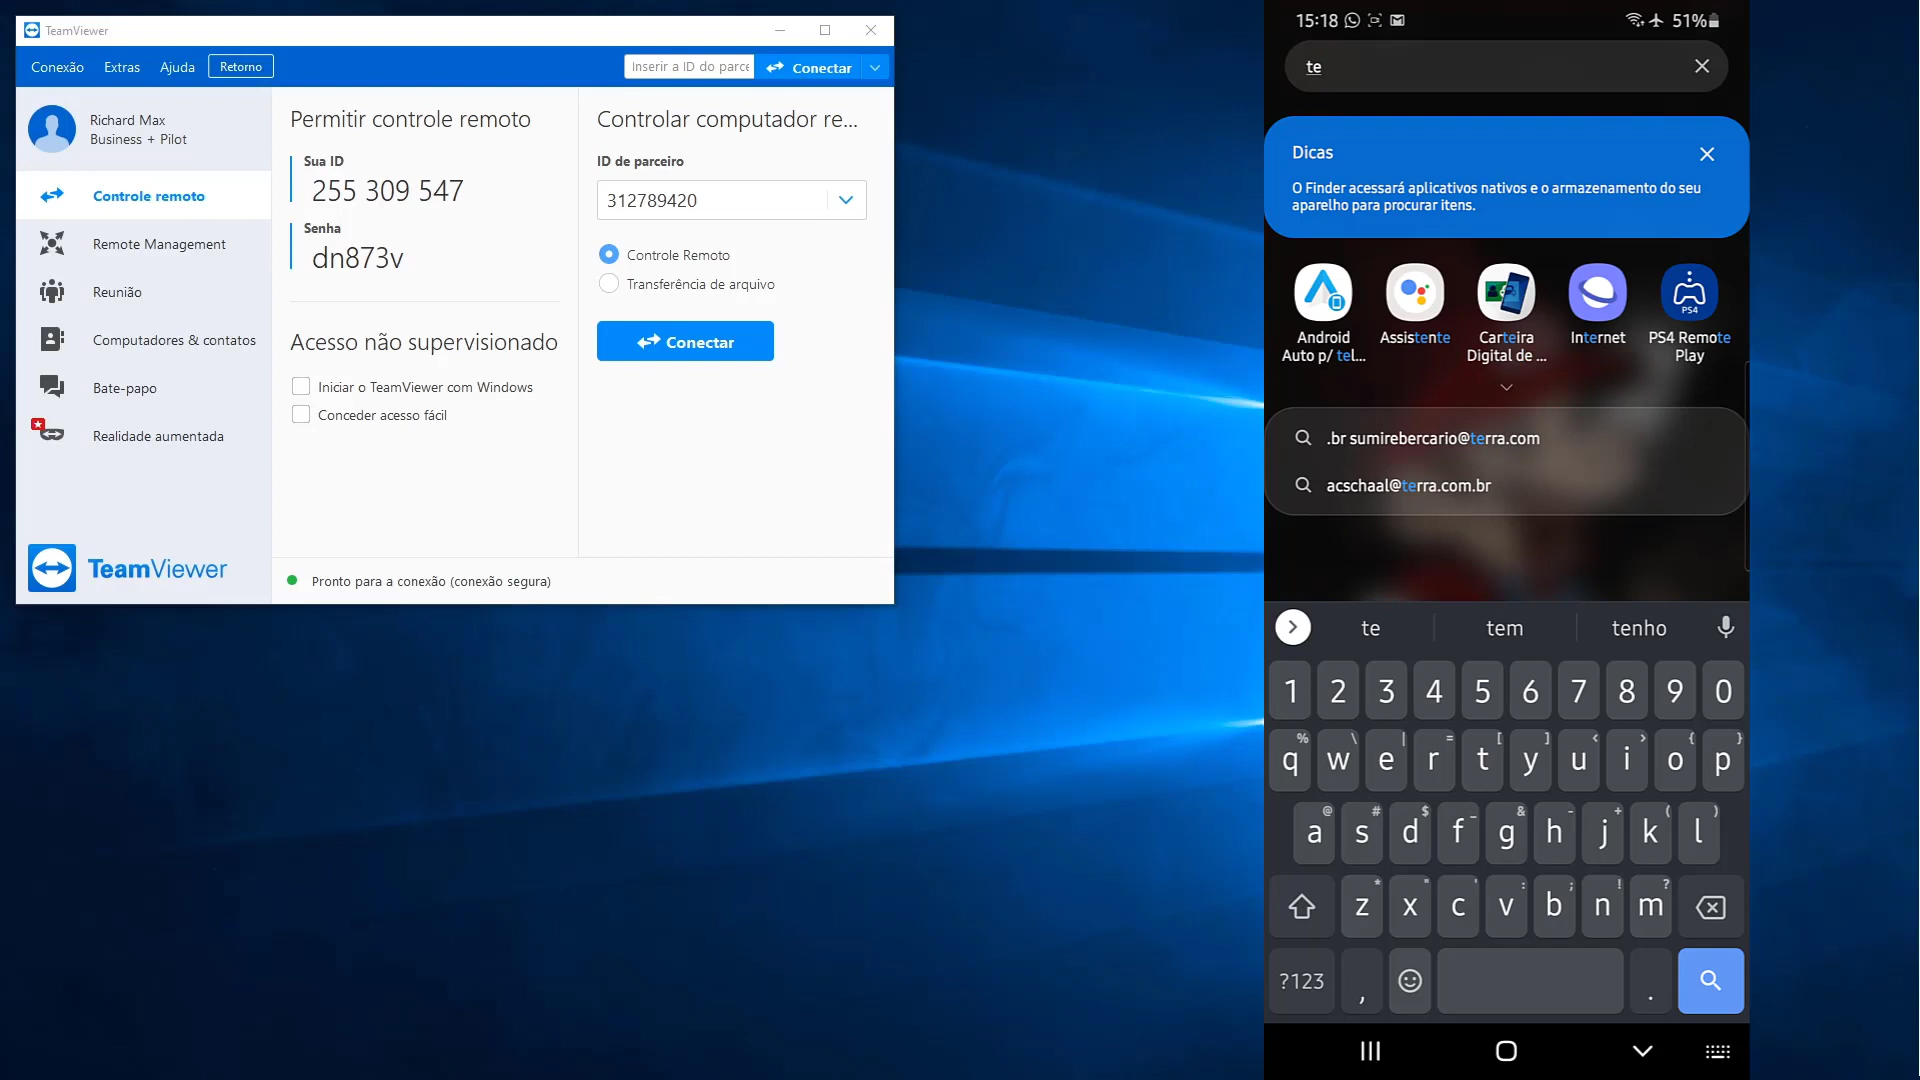 TeamViewer
Conexão Extras Ajuda Retorno
Inserir a ID do parce
Conectar
Richard Max
Business + Pilot
Controle remoto
Remote Management
Reunião
Computadores & contatos
Bate-papo
Realidade aumentada
TeamViewer
Permitir controle remoto
Sua ID
255 309 547
Senha
dn873v
Acesso não supervisionado
Iniciar o TeamViewer com Windows
Conceder acesso fácil
Controlar computador re...
ID de parceiro
312789420
Controle Remoto
Transferência de arquivo
Conectar
Pronto para a conexão (conexão segura)
15:18 51%
te
Dicas
O Finder acessará aplicativos nativos e o armazenamento do seu
aparelho para procurar itens.
Android
Auto p/ tel...
Assistente
Carteira
Digital de ...
Internet
PS4
PS4 Remote
Play
.br sumirebercario@terra.com
acschaal@terra.com.br
te tem tenho
1 2 3 4 5 6 7 8 9 0
% \ | = [ ] < > { }
q w e r t y u i o p
@ # $ _ & - + ( )
a s d f g h j k l
* " ' : ; ! ?
z x c v b n m
?123 , .